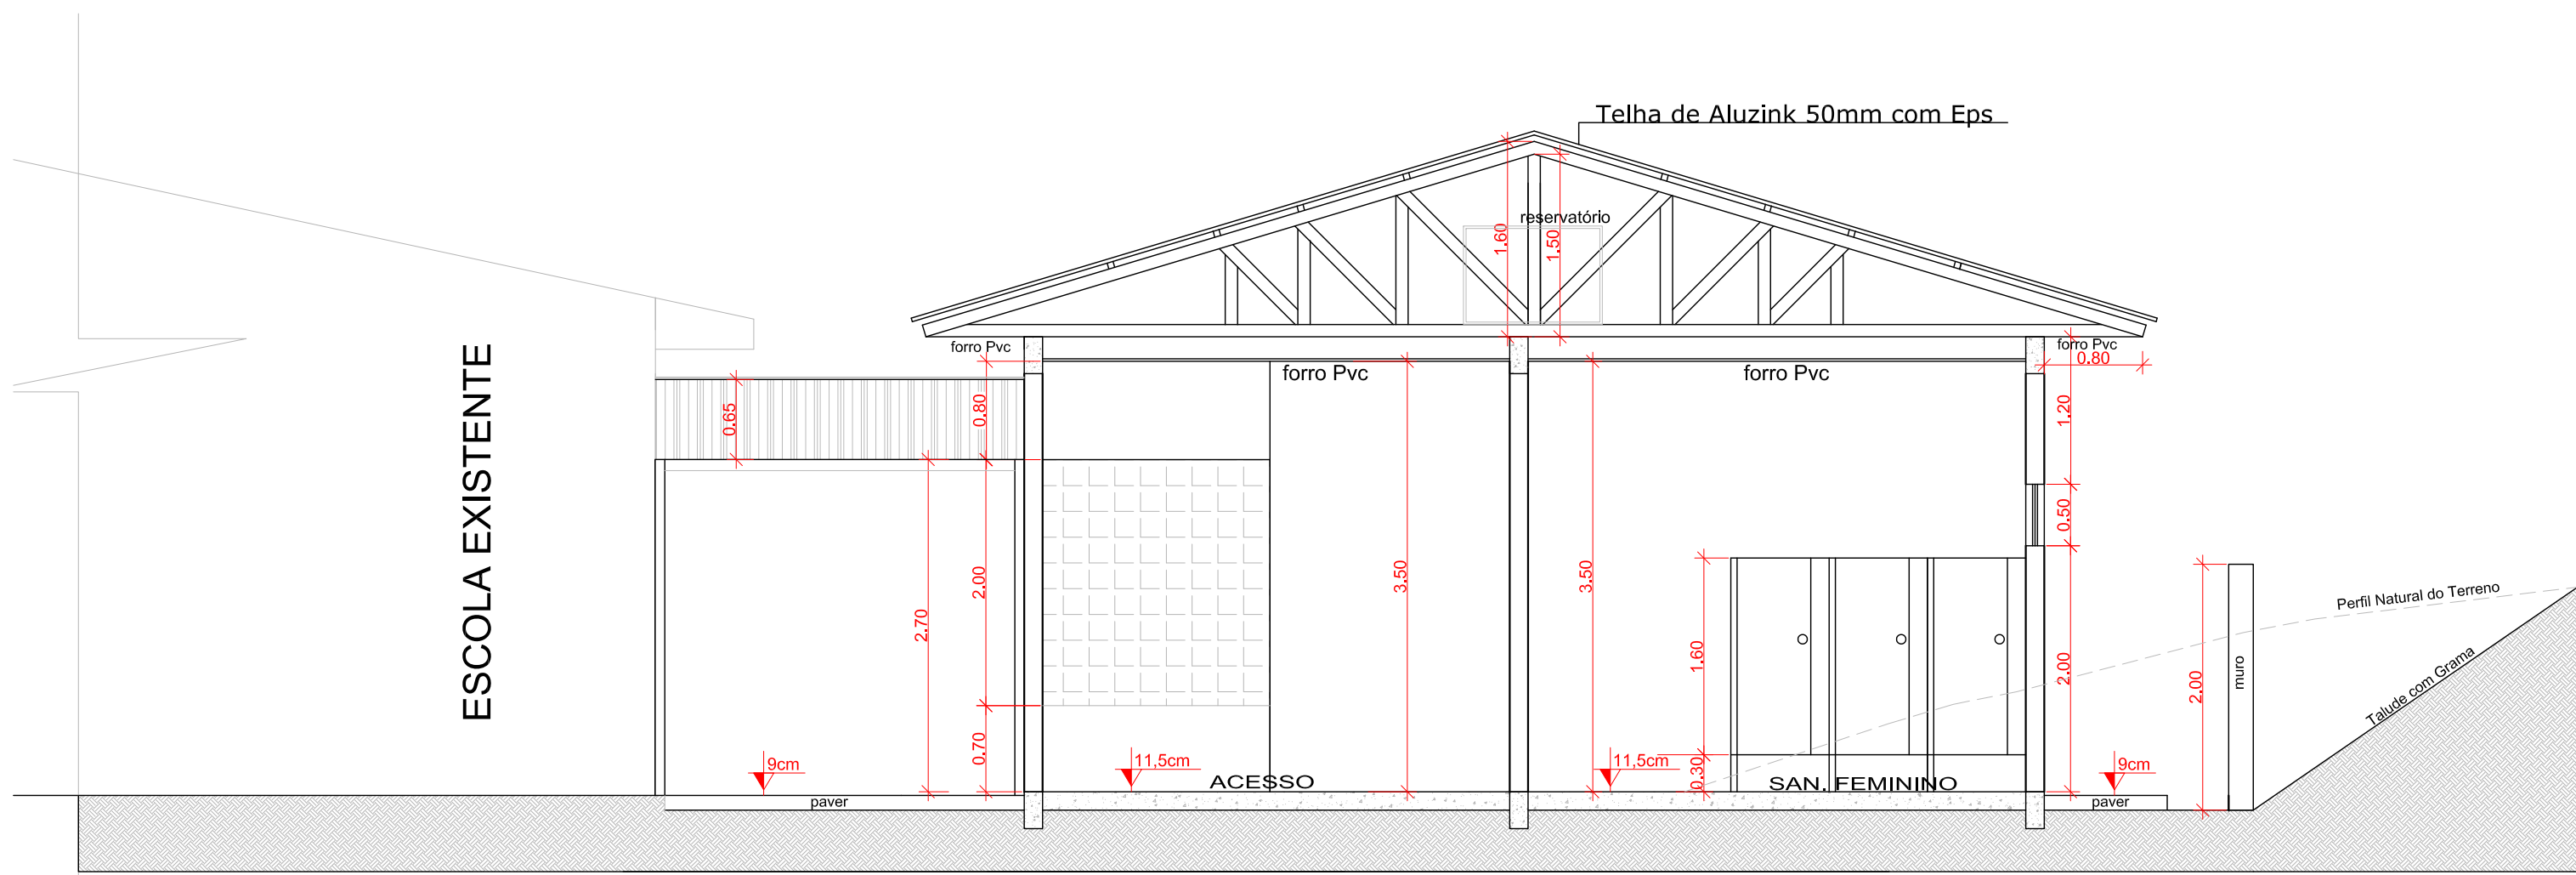 Telha de Aluzink 50mm com Eps
reservatório
1.60
1.50
forro Pvc
forro Pvc
0.80
forro Pvc
forro Pvc
ESCOLA EXISTENTE
0.65
0.80
1.20
0.50
2.00
2.70
3.50
3.50
1.60
2.00
2.00
Perfil Natural do Terreno
muro
Talude com Grama
0.70
0.30
9cm
11,5cm
11,5cm
9cm
ACESSO
SAN. FEMININO
paver
paver